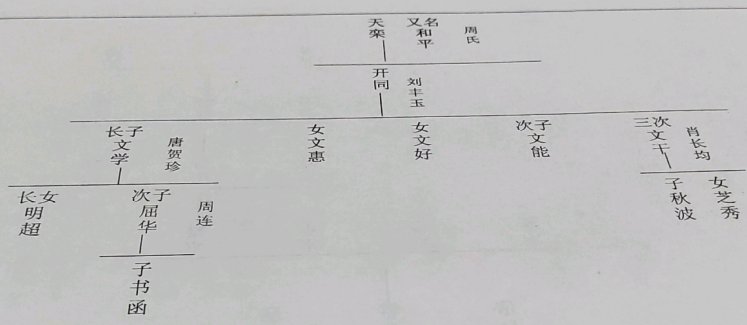 天栾 又名和平 周氏
开同 刘丰玉
长子文学 唐贺珍 女文惠 女文好 次子文能 三次文干 肖长均
长女明超 次子屈华 周连 子秋波 女芝秀
子书函